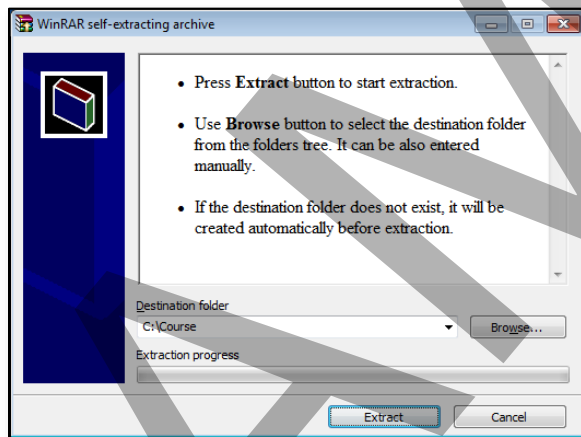 WinRAR self-extracting archive
• Press Extract button to start extraction.
• Use Browse button to select the destination folder
from the folders tree. It can be also entered
manually.
• If the destination folder does not exist, it will be
created automatically before extraction.
Destination folder
C:\Course
Browse...
Extraction progress
Extract
Cancel